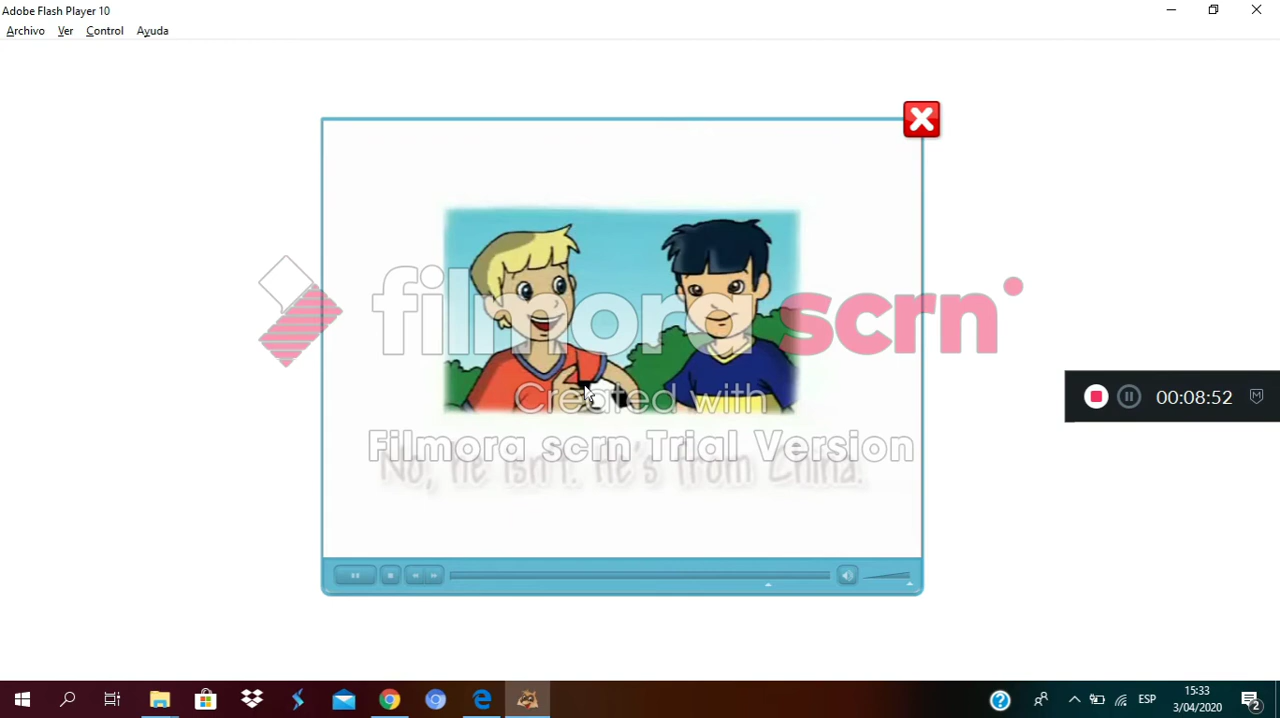 Adobe Flash Player 10
Archivo Ver Control Ayuda
filmora scrn
Created with
Filmora scrn Trial Version
No, he isn't. He's from China.
00:08:52
ESP
15:33
3/04/2020
2